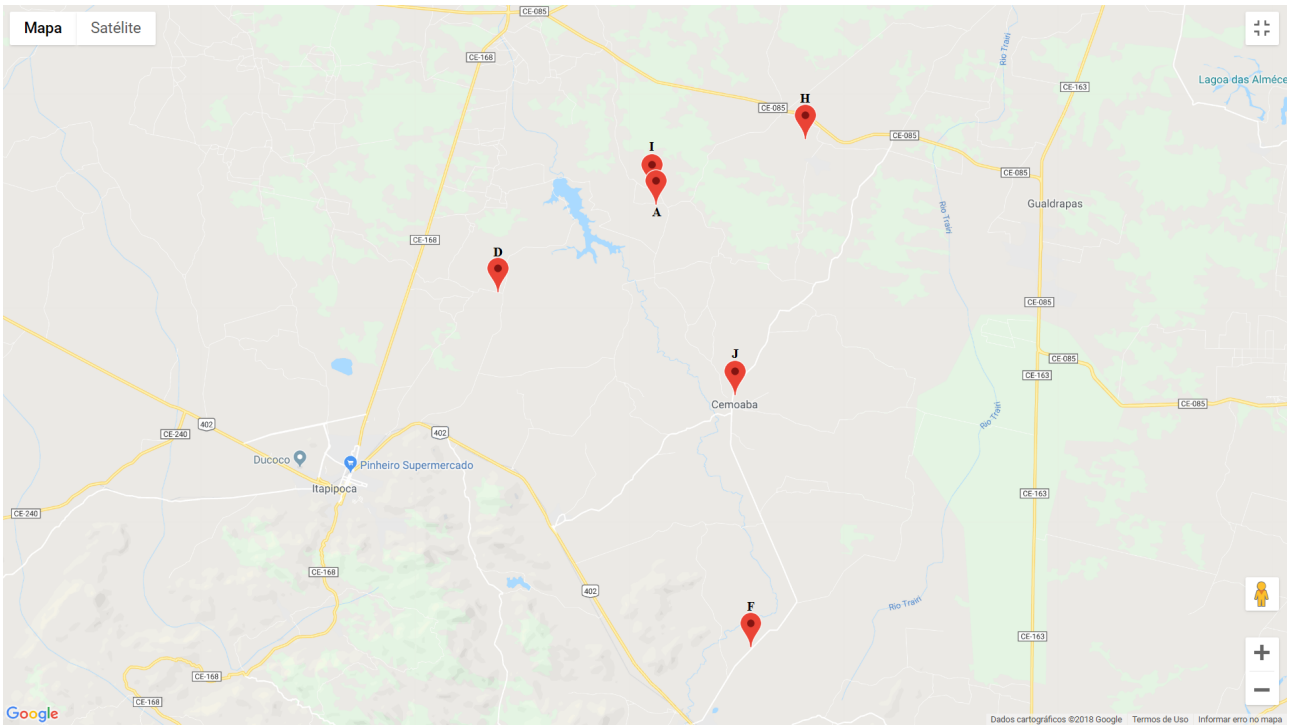 Mapa
Satélite
CE-085
CE-168
Rio Trairi
CE-163
Lagoa das Alméce
H
CE-085
CE-085
I
CE-085
A
Gualdrapas
Rio Trairi
CE-168
D
CE-085
J
CE-085
CE-163
Cemoaba
CE-085
Rio Trairi
402
CE-240
402
Ducoco
Pinheiro Supermercado
Itapipoca
CE-163
CE-240
CE-168
402
Rio Trairi
F
CE-163
CE-168
CE-168
Google
Dados cartográficos ©2018 Google
Termos de Uso
Informar erro no mapa